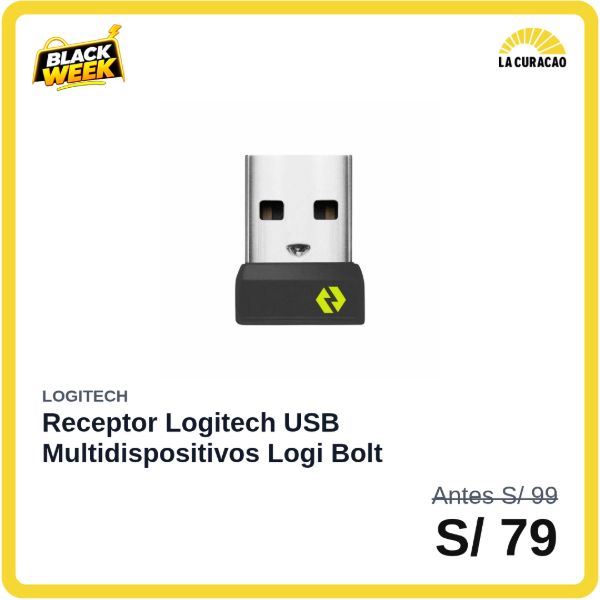 BLACK
WEEK
LA CURACAO
LOGITECH
Receptor Logitech USB
Multidispositivos Logi Bolt
Antes S/ 99
S/ 79